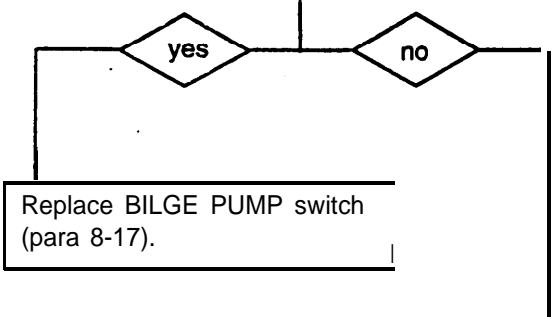 yes no
Replace BILGE PUMP switch
(para 8-17).